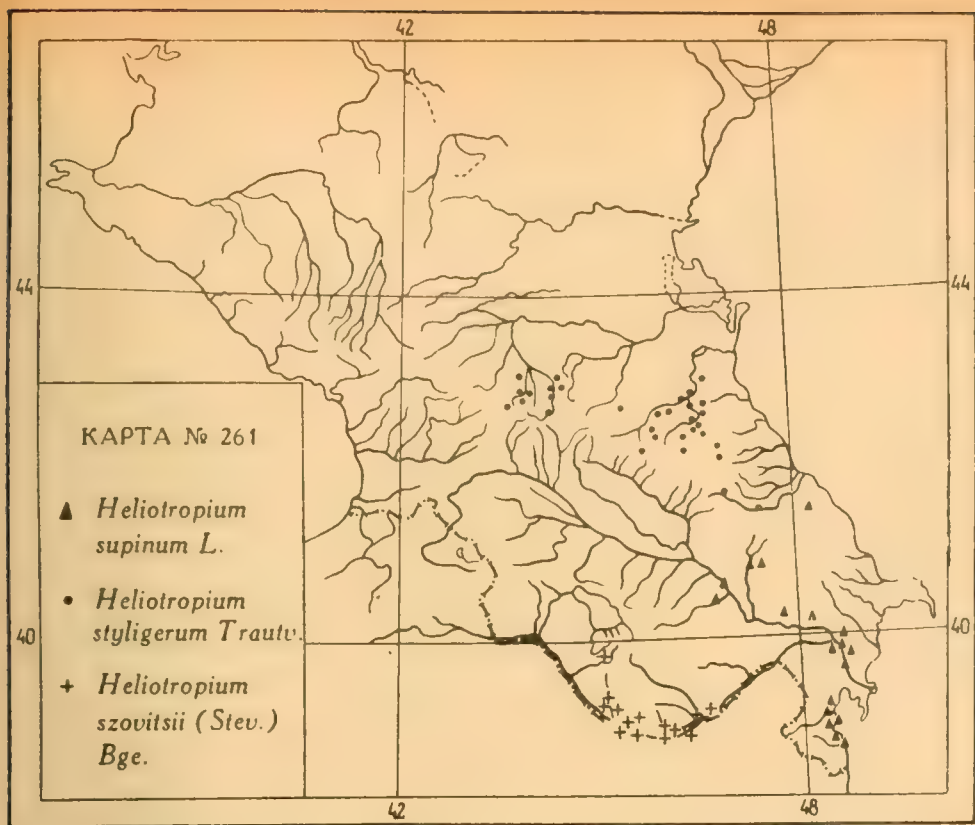 42 48
44 44
КАРТА № 261
▲ Heliotropium
supinum L.
• Heliotropium
styligerum Trautv.
+ Heliotropium
szovitsii (Stev.)
Bge.
40 40
42 48